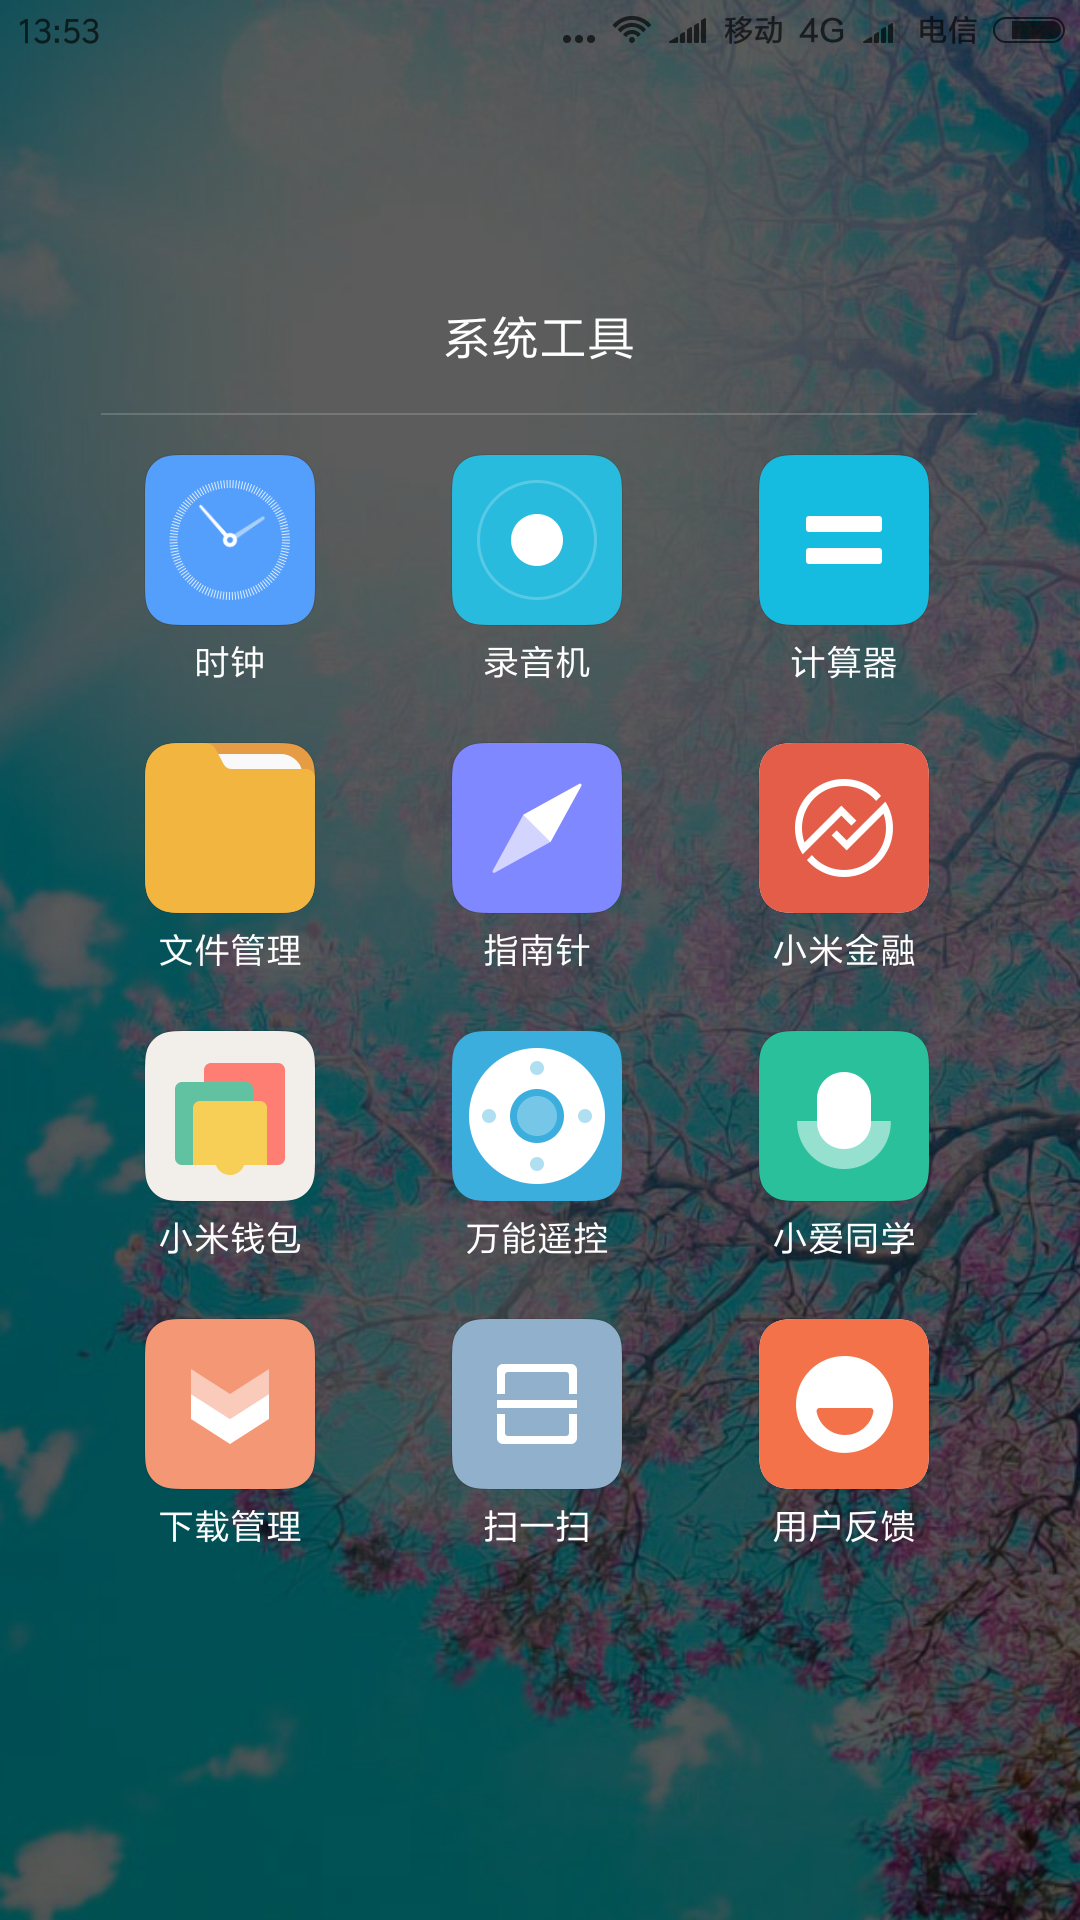 13:53 ... 移动 4G 电信
系统工具
时钟 录音机 计算器
文件管理 指南针 小米金融
小米钱包 万能遥控 小爱同学
下载管理 扫一扫 用户反馈